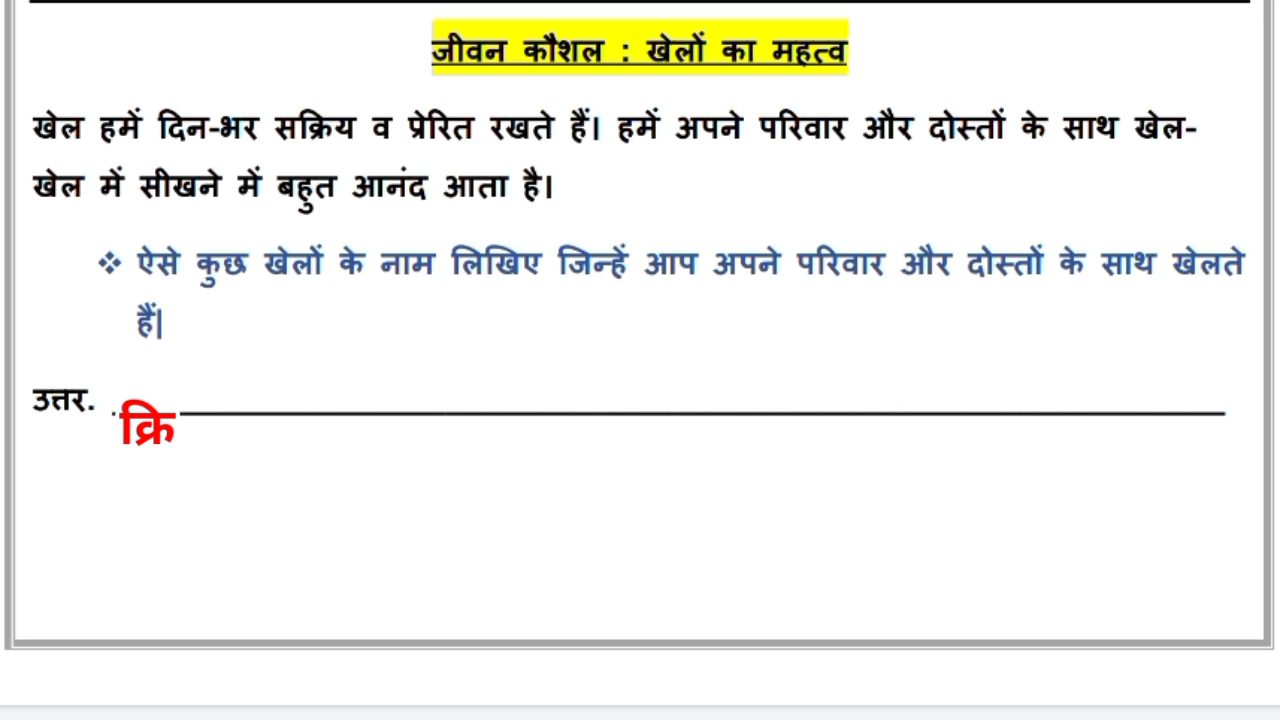 जीवन कौशल : खेलों का महत्व
खेल हमें दिन-भर सक्रिय व प्रेरित रखते हैं। हमें अपने परिवार और दोस्तों के साथ खेल-
खेल में सीखने में बहुत आनंद आता है।
❖ ऐसे कुछ खेलों के नाम लिखिए जिन्हें आप अपने परिवार और दोस्तों के साथ खेलते
हैं|
उत्तर. .
क्रि